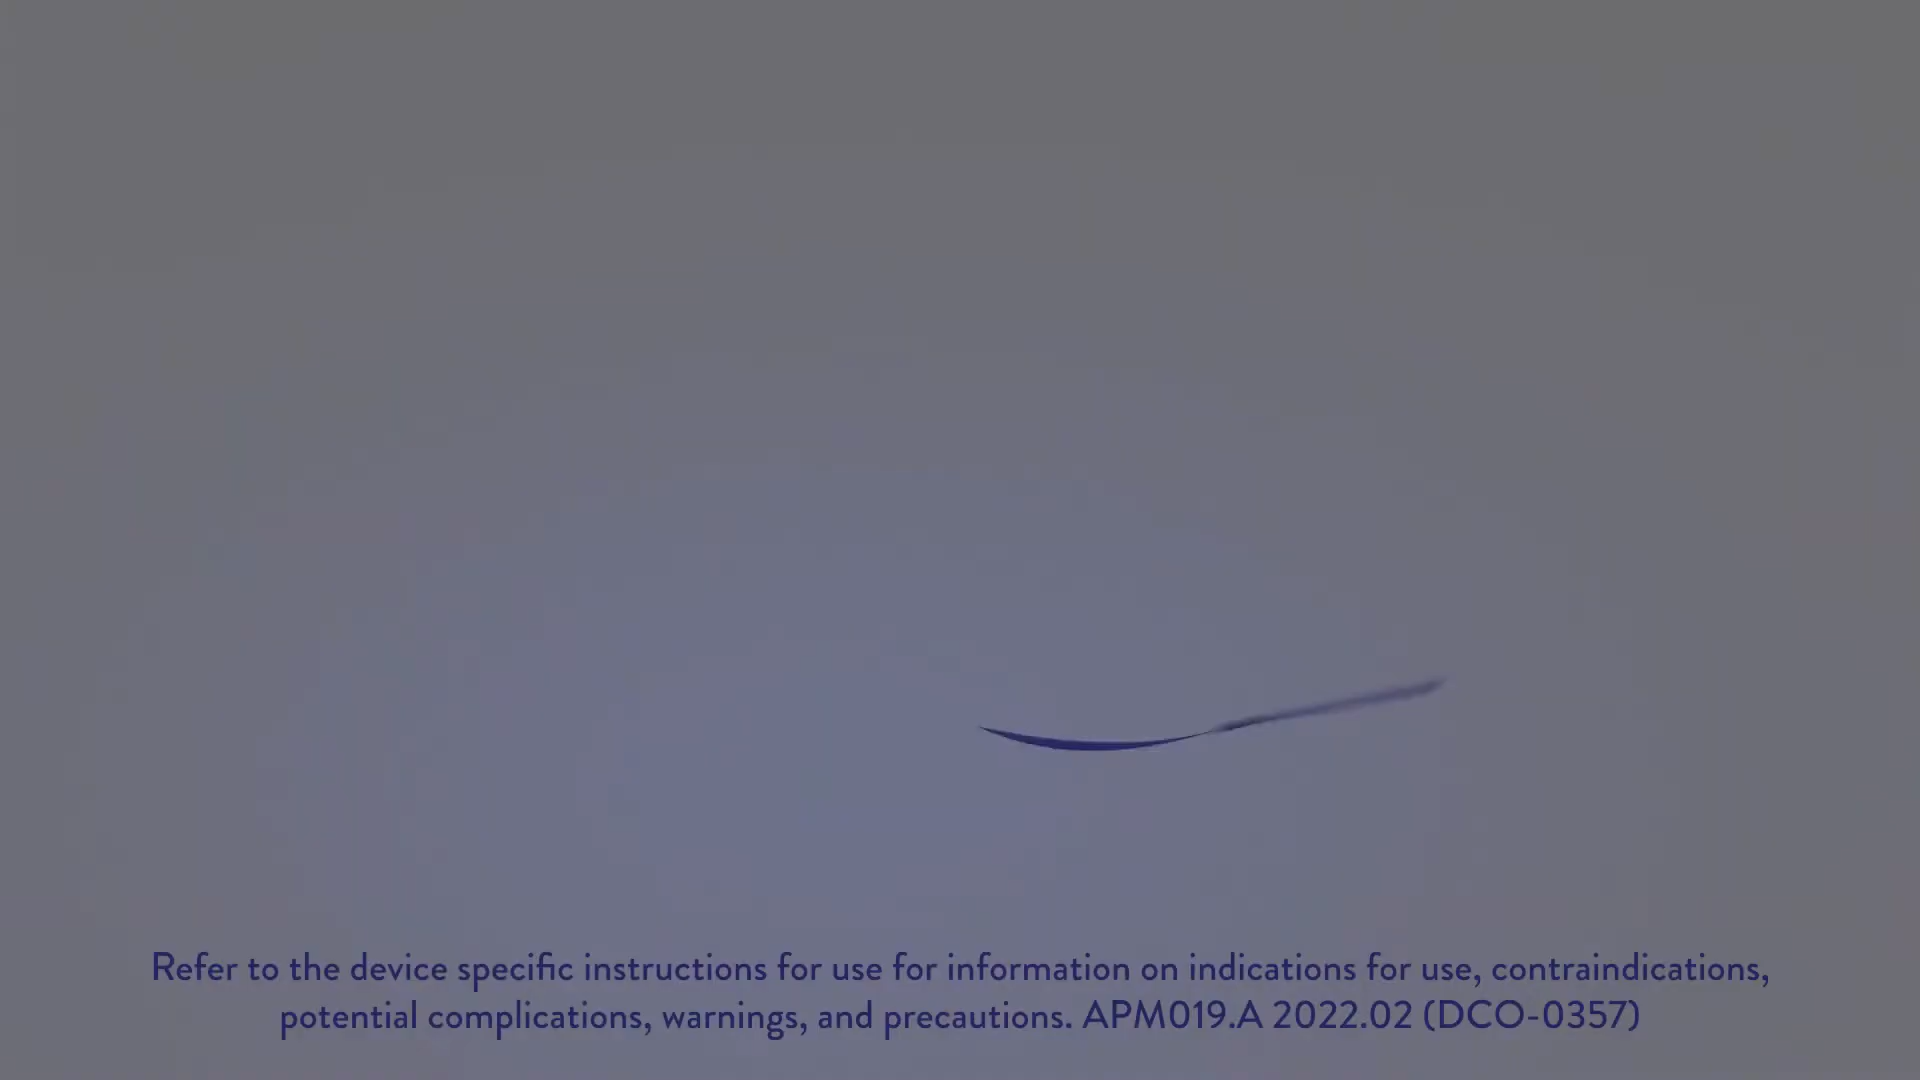 Refer to the device specific instructions for use for information on indications for use, contraindications,
potential complications, warnings, and precautions. APM019.A 2022.02 (DCO-0357)